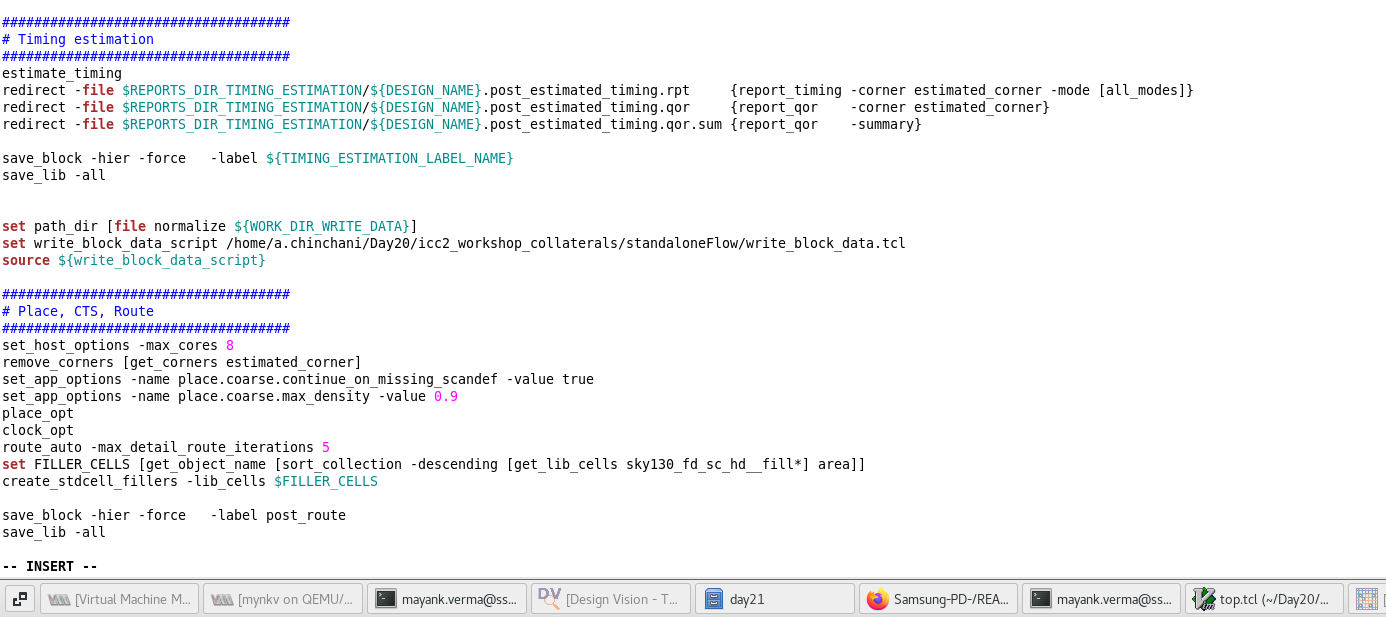 ####################################
# Timing estimation
####################################
estimate_timing
redirect -file $REPORTS_DIR_TIMING_ESTIMATION/${DESIGN_NAME}.post_estimated_timing.rpt     {report_timing -corner estimated_corner -mode [all_modes]}
redirect -file $REPORTS_DIR_TIMING_ESTIMATION/${DESIGN_NAME}.post_estimated_timing.qor     {report_qor    -corner estimated_corner}
redirect -file $REPORTS_DIR_TIMING_ESTIMATION/${DESIGN_NAME}.post_estimated_timing.qor.sum {report_qor    -summary}
save_block -hier -force   -label ${TIMING_ESTIMATION_LABEL_NAME}
save_lib -all
set path_dir [file normalize ${WORK_DIR_WRITE_DATA}]
set write_block_data_script /home/a.chinchani/Day20/icc2_workshop_collaterals/standaloneFlow/write_block_data.tcl
source ${write_block_data_script}
####################################
# Place, CTS, Route
####################################
set_host_options -max_cores 8
remove_corners [get_corners estimated_corner]
set_app_options -name place.coarse.continue_on_missing_scandef -value true
set_app_options -name place.coarse.max_density -value 0.9
place_opt
clock_opt
route_auto -max_detail_route_iterations 5
set FILLER_CELLS [get_object_name [sort_collection -descending [get_lib_cells sky130_fd_sc_hd__fill*] area]]
create_stdcell_fillers -lib_cells $FILLER_CELLS
save_block -hier -force   -label post_route
save_lib -all
-- INSERT --
[Virtual Machine M... [mynkv on QEMU/... mayank.verma@ss... [Design Vision - T... day21 Samsung-PD-/REA... mayank.verma@ss... top.tcl (~/Day20/...